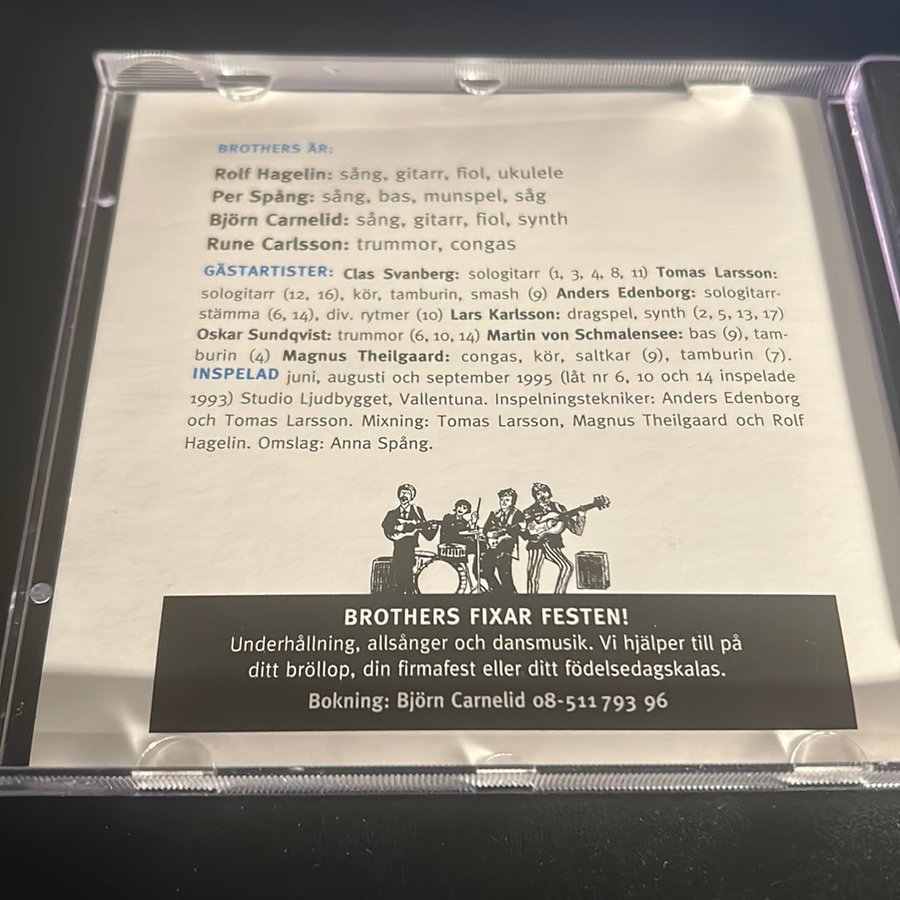 BROTHERS ÄR:
Rolf Hagelin: sång, gitarr, fiol, ukulele
Per Spång: sång, bas, munspel, såg
Björn Carnelid: sång, gitarr, fiol, synth
Rune Carlsson: trummor, congas
GÄSTARTISTER: Clas Svanberg: sologitarr (1, 3, 4, 8, 11) Tomas Larsson:
sologitarr (12, 16), kör, tamburin, smash (9) Anders Edenborg: sologitarr-
stämma (6, 14), div. rytmer (10) Lars Karlsson: dragspel, synth (2, 5, 13, 17)
Oskar Sundqvist: trummor (6, 10, 14) Martin von Schmalensee: bas (9), tam-
burin (4) Magnus Theilgaard: congas, kör, saltkar (9), tamburin (7).
INSPELAD juni, augusti och september 1995 (låt nr 6, 10 och 14 inspelade
1993) Studio Ljudbygget, Vallentuna. Inspelningstekniker: Anders Edenborg
och Tomas Larsson. Mixning: Tomas Larsson, Magnus Theilgaard och Rolf
Hagelin. Omslag: Anna Spång.
BROTHERS FIXAR FESTEN!
Underhållning, allsånger och dansmusik. Vi hjälper till på
ditt bröllop, din firmafest eller ditt födelsedagskalas.
Bokning: Björn Carnelid 08-511 793 96